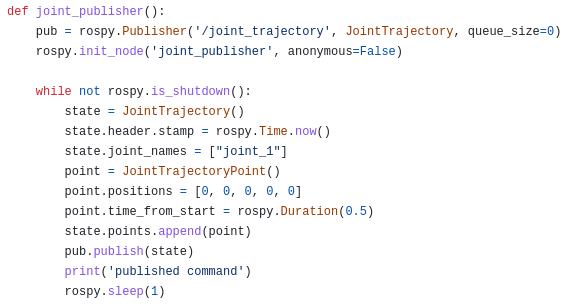 def joint_publisher():
    pub = rospy.Publisher('/joint_trajectory', JointTrajectory, queue_size=0)
    rospy.init_node('joint_publisher', anonymous=False)

    while not rospy.is_shutdown():
        state = JointTrajectory()
        state.header.stamp = rospy.Time.now()
        state.joint_names = ["joint_1"]
        point = JointTrajectoryPoint()
        point.positions = [0, 0, 0, 0, 0]
        point.time_from_start = rospy.Duration(0.5)
        state.points.append(point)
        pub.publish(state)
        print('published command')
        rospy.sleep(1)